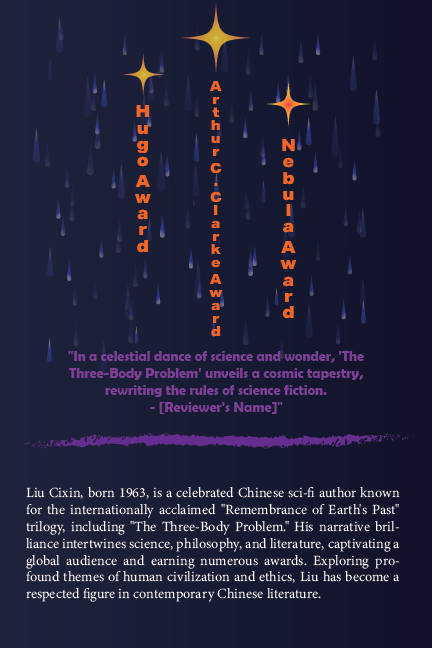 Hugo Award
Arthur C. Clarke Award
Nebula Award
"In a celestial dance of science and wonder, 'The
Three-Body Problem' unveils a cosmic tapestry,
rewriting the rules of science fiction.
- [Reviewer's Name]"
Liu Cixin, born 1963, is a celebrated Chinese sci-fi author known
for the internationally acclaimed "Remembrance of Earth's Past"
trilogy, including "The Three-Body Problem." His narrative bril-
liance intertwines science, philosophy, and literature, captivating a
global audience and earning numerous awards. Exploring pro-
found themes of human civilization and ethics, Liu has become a
respected figure in contemporary Chinese literature.